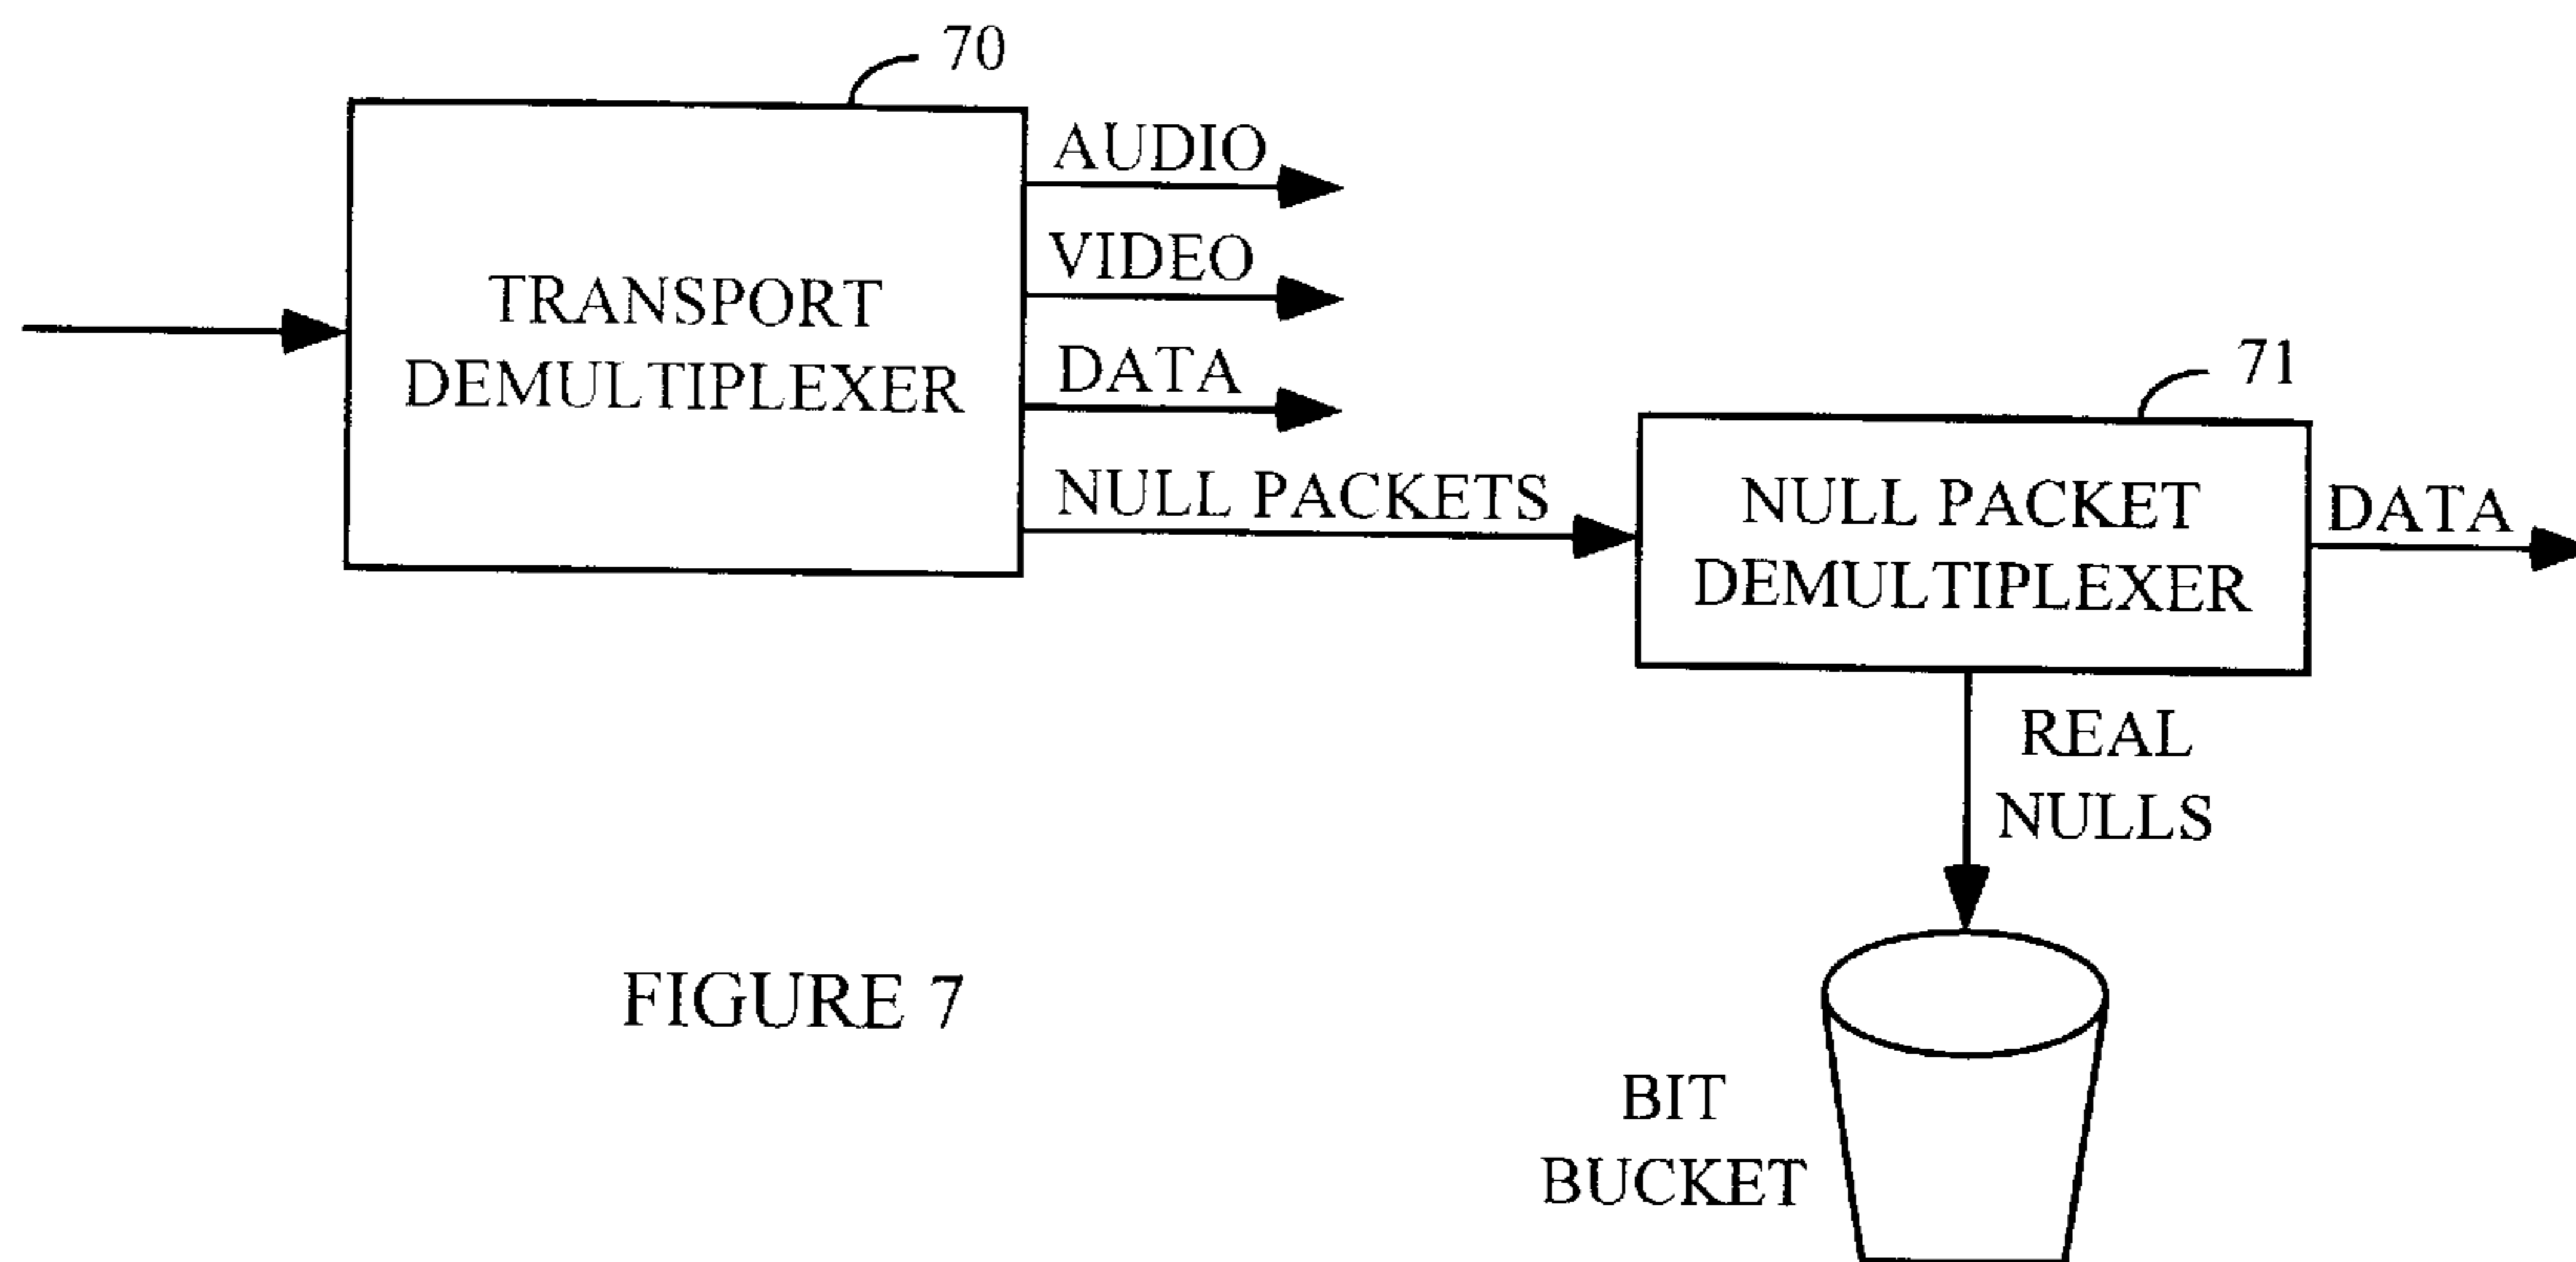 70
AUDIO
VIDEO
TRANSPORT
DEMULTIPLEXER
DATA
NULL PACKETS
71
NULL PACKET
DEMULTIPLEXER
DATA
REAL
NULLS
BIT
BUCKET
FIGURE 7